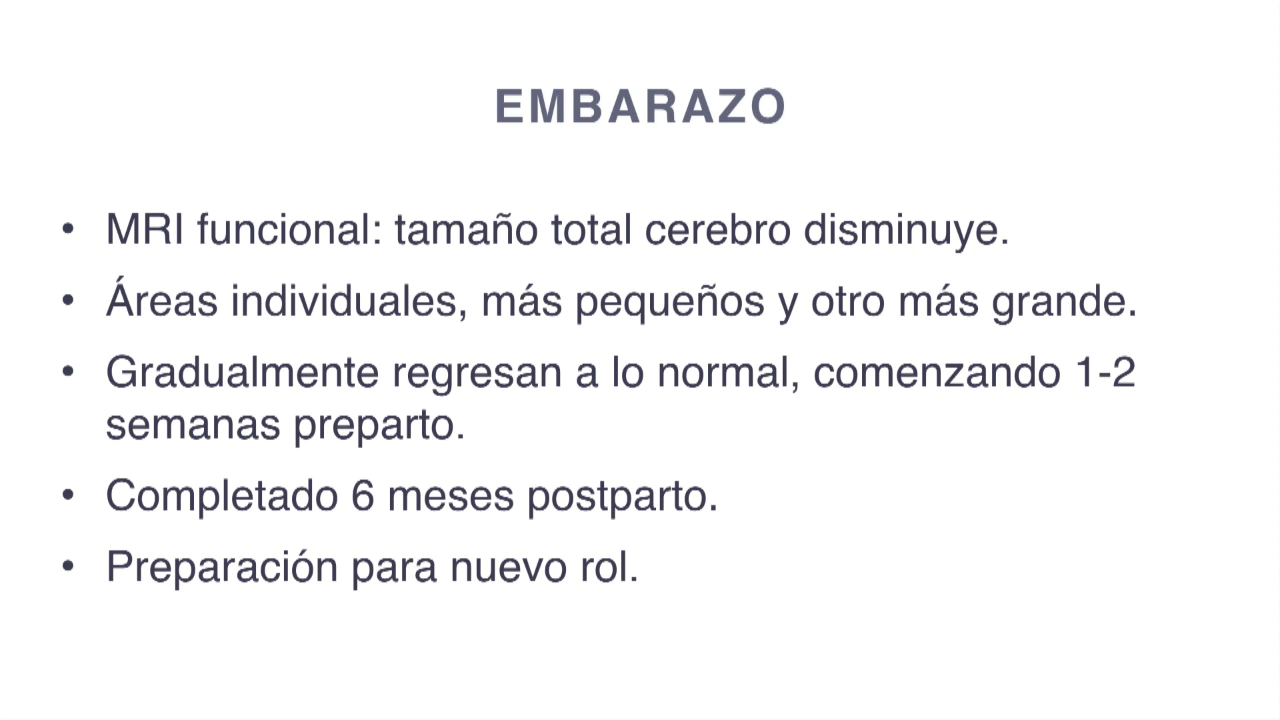 EMBARAZO
• MRI funcional: tamaño total cerebro disminuye.
• Áreas individuales, más pequeños y otro más grande.
• Gradualmente regresan a lo normal, comenzando 1-2
semanas preparto.
• Completado 6 meses postparto.
• Preparación para nuevo rol.